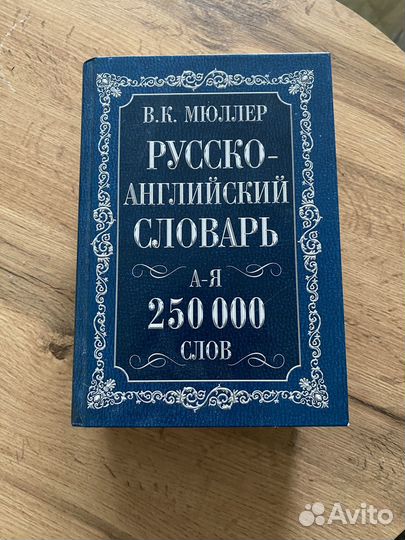 В.К. МЮЛЛЕР
РУССКО-
АНГЛИЙСКИЙ
СЛОВАРЬ
А-Я
250 000
СЛОВ
Avito